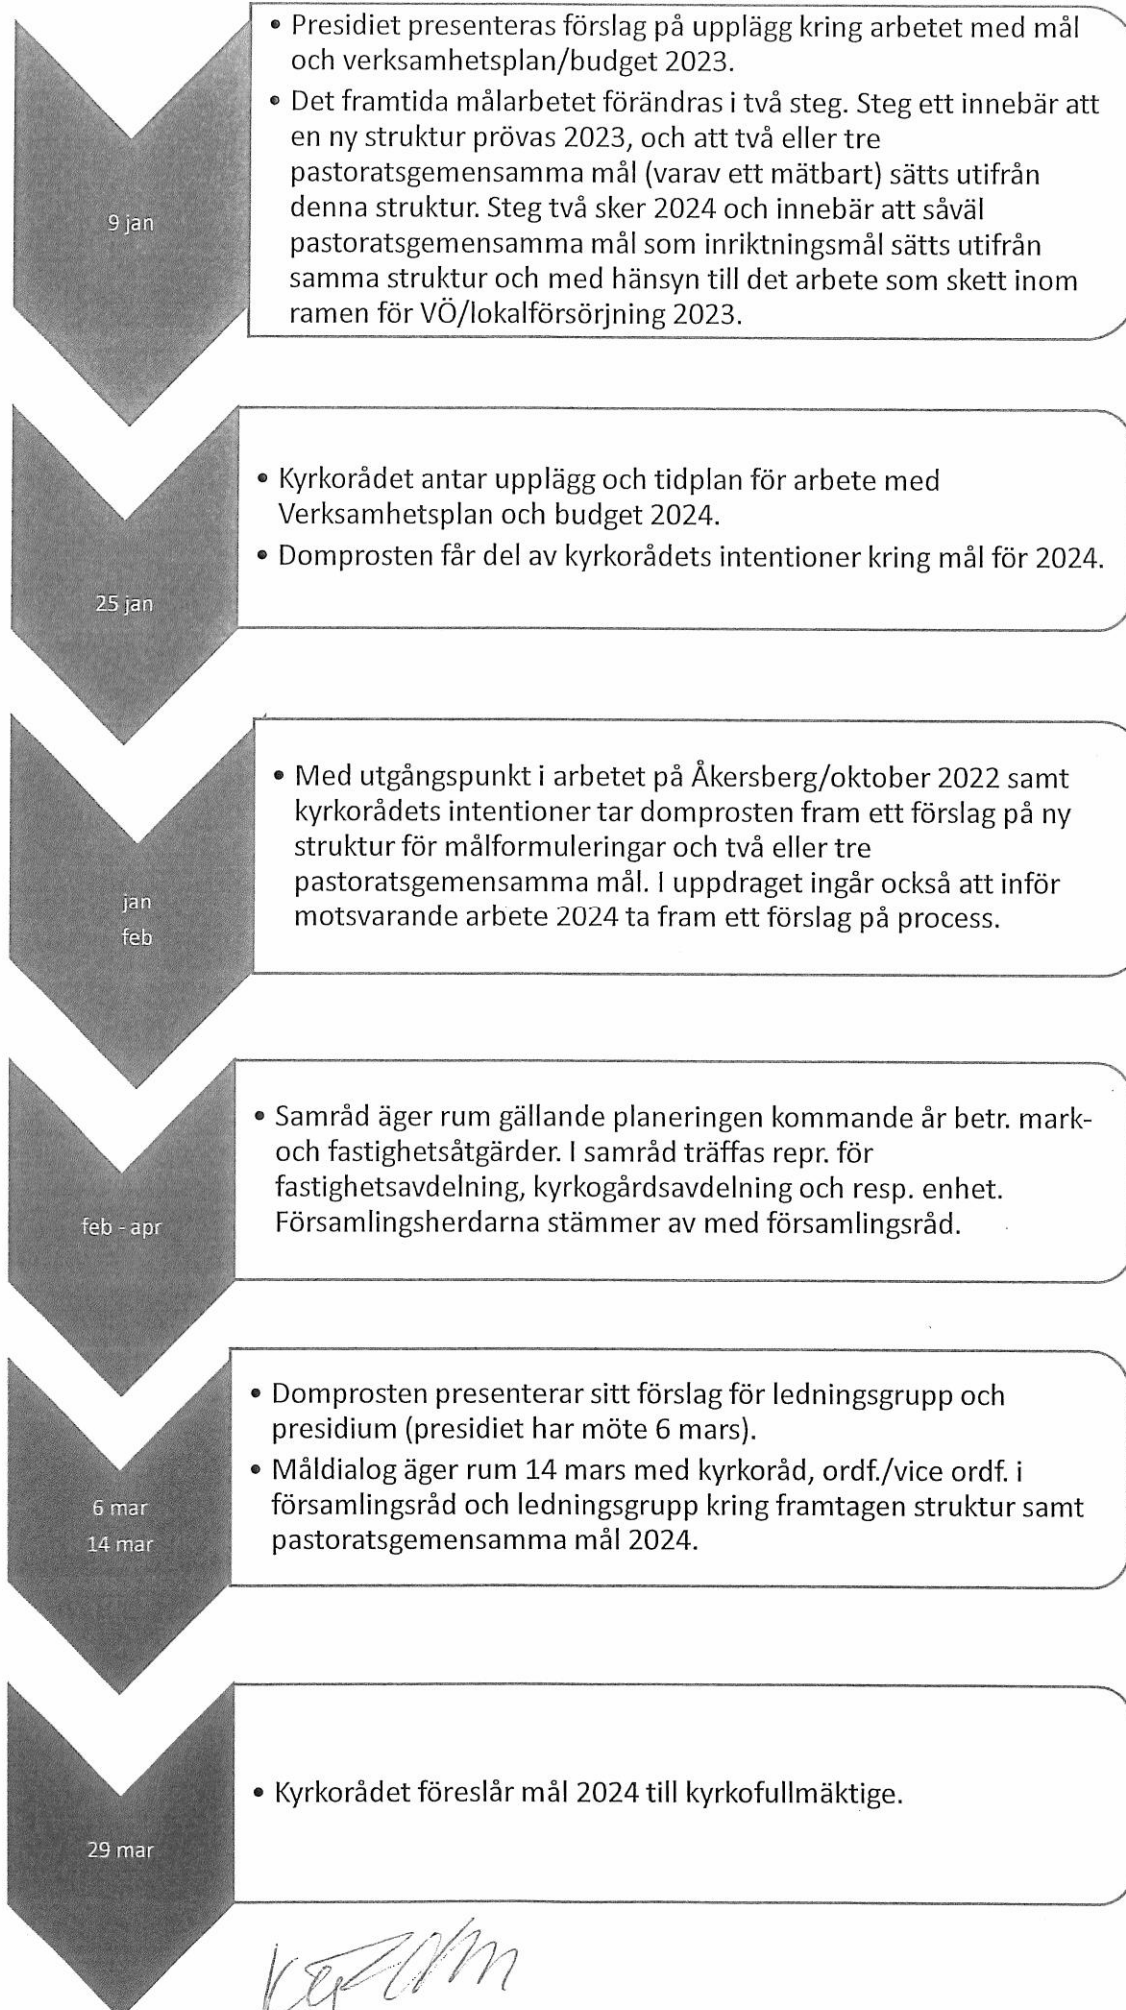 9 jan
• Presidiet presenteras förslag på upplägg kring arbetet med mål
och verksamhetsplan/budget 2023.
• Det framtida målarbetet förändras i två steg. Steg ett innebär att
en ny struktur prövas 2023, och att två eller tre
pastoratsgemensamma mål (varav ett mätbart) sätts utifrån
denna struktur. Steg två sker 2024 och innebär att såväl
pastoratsgemensamma mål som inriktningsmål sätts utifrån
samma struktur och med hänsyn till det arbete som skett inom
ramen för VÖ/lokalförsörjning 2023.
25 jan
• Kyrkorådet antar upplägg och tidplan för arbete med
Verksamhetsplan och budget 2024.
• Domprosten får del av kyrkorådets intentioner kring mål för 2024.
jan
feb
• Med utgångspunkt i arbetet på Åkersberg/oktober 2022 samt
kyrkorådets intentioner tar domprosten fram ett förslag på ny
struktur för målformuleringar och två eller tre
pastoratsgemensamma mål. I uppdraget ingår också att inför
motsvarande arbete 2024 ta fram ett förslag på process.
feb - apr
• Samråd äger rum gällande planeringen kommande år betr. mark-
och fastighetsåtgärder. I samråd träffas repr. för
fastighetsavdelning, kyrkogårdsavdelning och resp. enhet.
Församlingsherdarna stämmer av med församlingsråd.
6 mar
14 mar
• Domprosten presenterar sitt förslag för ledningsgrupp och
presidium (presidiet har möte 6 mars).
• Måldialog äger rum 14 mars med kyrkoråd, ordf./vice ordf. i
församlingsråd och ledningsgrupp kring framtagen struktur samt
pastoratsgemensamma mål 2024.
29 mar
• Kyrkorådet föreslår mål 2024 till kyrkofullmäktige.